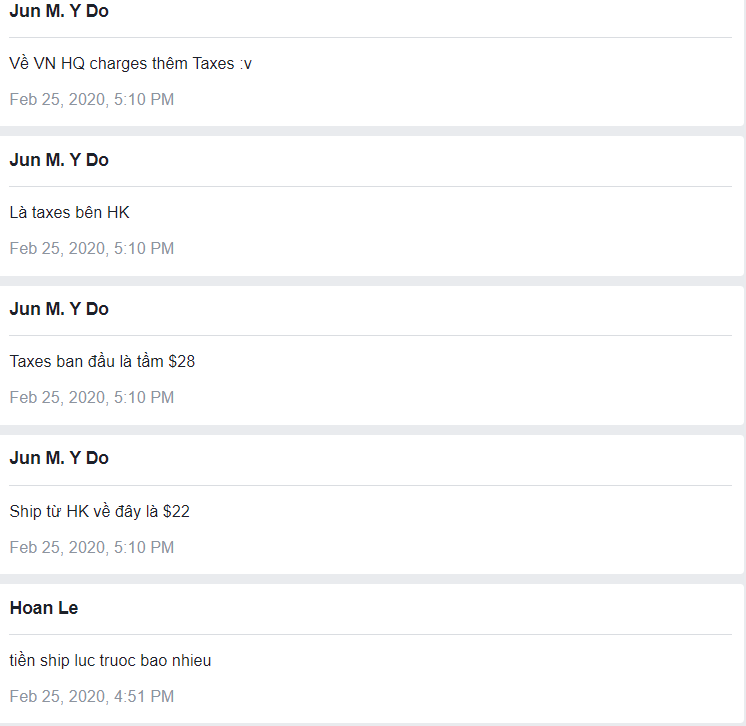 Jun M. Y Do
Về VN HQ charges thêm Taxes :v
Feb 25, 2020, 5:10 PM
Jun M. Y Do
Là taxes bên HK
Feb 25, 2020, 5:10 PM
Jun M. Y Do
Taxes ban đầu là tầm $28
Feb 25, 2020, 5:10 PM
Jun M. Y Do
Ship từ HK về đây là $22
Feb 25, 2020, 5:10 PM
Hoan Le
tiền ship luc truoc bao nhieu
Feb 25, 2020, 4:51 PM